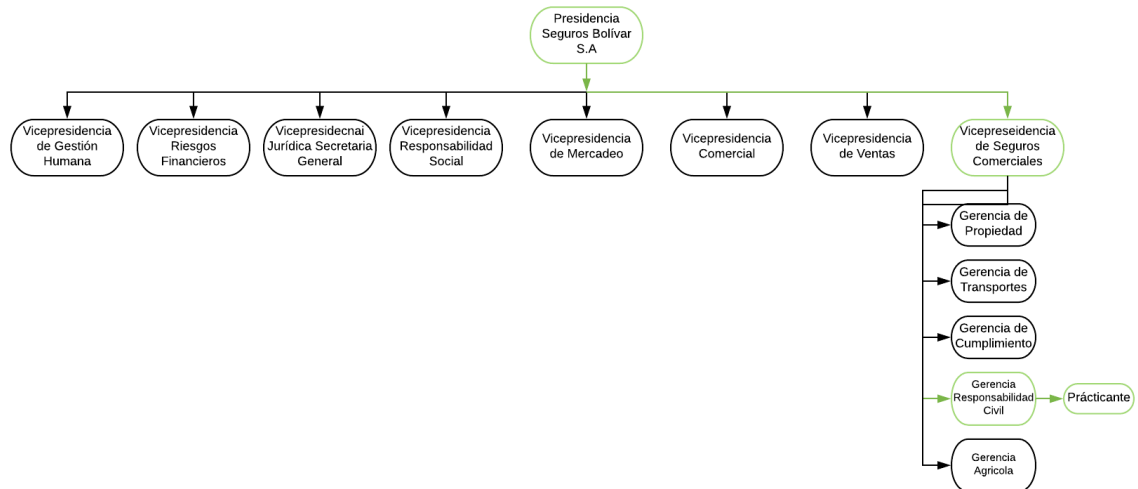 Presidencia
Seguros Bolívar
S.A
Vicepresidencia
de Gestión
Humana
Vicepresidencia
Riesgos
Financieros
Vicepresidecnai
Jurídica Secretaria
General
Vicepresidencia
Responsabilidad
Social
Vicepresidencia
de Mercadeo
Vicepresidencia
Comercial
Vicepresidencia
de Ventas
Vicepreseidencia
de Seguros
Comerciales
Gerencia de
Propiedad
Gerencia de
Transportes
Gerencia de
Cumplimiento
Gerencia
Responsabilidad
Civil
Prácticante
Gerencia
Agricola